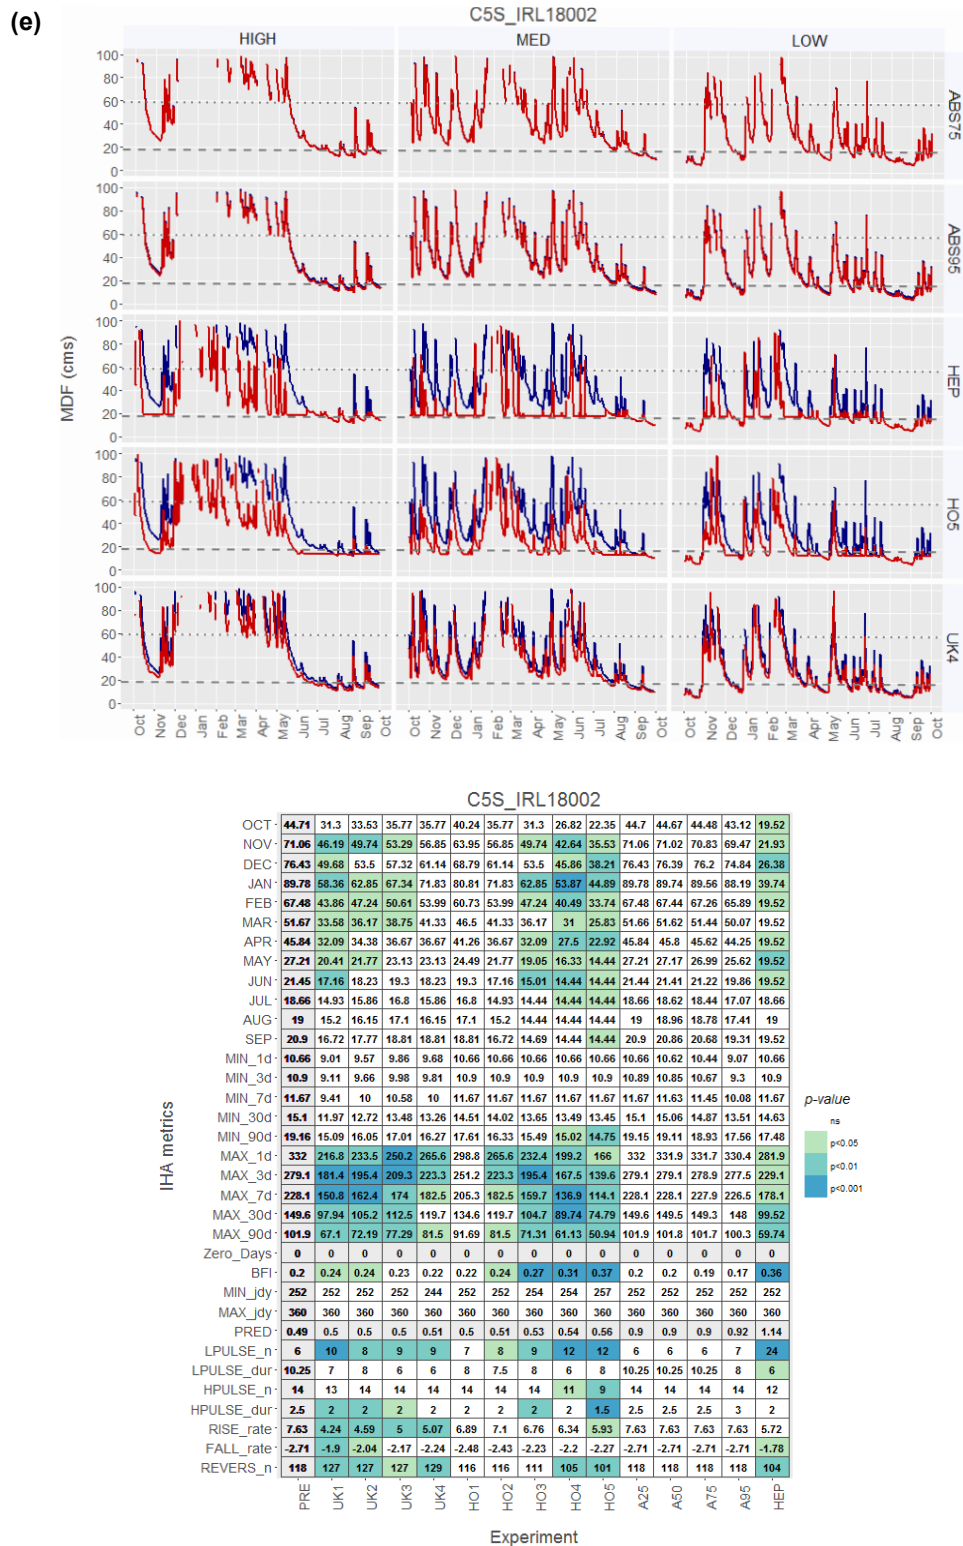 (e)
C5S_IRL18002
HIGH MED LOW
100
80
60
40
20
0
ABS75
100
80
60
40
20
0
ABS95
100
80
60
40
20
0
HEP
100
80
60
40
20
0
HO5
100
80
60
40
20
0
UK4
MDF (cms)
Oct Nov Dec Jan Feb Mar Apr May Jun Jul Aug Sep Oct Oct Nov Dec Jan Feb Mar Apr May Jun Jul Aug Sep Oct Oct Nov Dec Jan Feb Mar Apr May Jun Jul Aug Sep Oct
C5S_IRL18002
OCT 44.71 31.3 33.53 35.77 35.77 40.24 35.77 31.3 26.82 22.35 44.7 44.67 44.48 43.12 19.52
NOV 71.06 46.19 49.74 53.29 56.85 63.95 56.85 49.74 42.64 35.53 71.06 71.02 70.83 69.47 21.93
DEC 76.43 49.68 53.5 57.32 61.14 68.79 61.14 53.5 45.86 38.21 76.43 76.39 76.2 74.84 26.38
JAN 89.78 58.36 62.85 67.34 71.83 80.81 71.83 62.85 53.87 44.89 89.78 89.74 89.56 88.19 39.74
FEB 67.48 43.86 47.24 50.61 53.99 60.73 53.99 47.24 40.49 33.74 67.48 67.44 67.26 65.89 19.52
MAR 51.67 33.58 36.17 38.75 41.33 46.5 41.33 36.17 31 25.83 51.66 51.62 51.44 50.07 19.52
APR 45.84 32.09 34.38 36.67 36.67 41.26 36.67 32.09 27.5 22.92 45.84 45.8 45.62 44.25 19.52
MAY 27.21 20.41 21.77 23.13 23.13 24.49 21.77 19.05 16.33 14.44 27.21 27.17 26.99 25.62 19.52
JUN 21.45 17.16 18.23 19.3 18.23 19.3 17.16 15.01 14.44 14.44 21.44 21.41 21.22 19.86 19.52
JUL 18.66 14.93 15.86 16.8 15.86 16.8 14.93 14.44 14.44 14.44 18.66 18.62 18.44 17.07 18.66
AUG 19 15.2 16.15 17.1 16.15 17.1 15.2 14.44 14.44 14.44 19 18.96 18.78 17.41 19
SEP 20.9 16.72 17.77 18.81 18.81 18.81 16.72 14.69 14.44 14.44 20.9 20.86 20.68 19.31 19.52
MIN_1d 10.66 9.01 9.57 9.86 9.68 10.66 10.66 10.66 10.66 10.66 10.66 10.62 10.44 9.07 10.66
MIN_3d 10.9 9.11 9.66 9.98 9.81 10.9 10.9 10.9 10.9 10.9 10.89 10.85 10.67 9.3 10.9
MIN_7d 11.67 9.41 10 10.58 10 11.67 11.67 11.67 11.67 11.67 11.67 11.63 11.45 10.08 11.67
MIN_30d 15.1 11.97 12.72 13.48 13.26 14.51 14.02 13.65 13.49 13.45 15.1 15.06 14.87 13.51 14.63
MIN_90d 19.16 15.09 16.05 17.01 16.27 17.61 16.33 15.49 15.02 14.75 19.15 19.11 18.93 17.56 17.48
MAX_1d 332 216.8 233.5 250.2 265.6 298.8 265.6 232.4 199.2 166 332 331.9 331.7 330.4 281.9
MAX_3d 279.1 181.4 195.4 209.3 223.3 251.2 223.3 195.4 167.5 139.6 279.1 279.1 278.9 277.5 229.1
MAX_7d 228.1 150.8 162.4 174 182.5 205.3 182.5 159.7 136.9 114.1 228.1 228.1 227.9 226.5 178.1
MAX_30d 149.6 97.94 105.2 112.5 119.7 134.6 119.7 104.7 89.74 74.79 149.6 149.5 149.3 148 99.52
MAX_90d 101.9 67.1 72.19 77.29 81.5 91.69 81.5 71.31 61.13 50.94 101.9 101.8 101.7 100.3 59.74
Zero_Days 0 0 0 0 0 0 0 0 0 0 0 0 0 0 0
BFI 0.2 0.24 0.24 0.23 0.22 0.22 0.24 0.27 0.31 0.37 0.2 0.2 0.19 0.17 0.36
MIN_jdy 252 252 252 252 244 252 252 254 254 257 252 252 252 252 252
MAX_jdy 360 360 360 360 360 360 360 360 360 360 360 360 360 360 360
PRED 0.49 0.5 0.5 0.5 0.51 0.5 0.51 0.53 0.54 0.56 0.9 0.9 0.9 0.92 1.14
LPULSE_n 6 10 8 9 9 7 8 9 12 12 6 6 6 7 24
LPULSE_dur 10.25 7 8 6 6 8 7.5 8 6 8 10.25 10.25 10.25 8 6
HPULSE_n 14 13 14 14 14 14 14 14 11 9 14 14 14 14 12
HPULSE_dur 2.5 2 2 2 2 2 2 2 2 1.5 2.5 2.5 2.5 3 2
RISE_rate 7.63 4.24 4.59 5 5.07 6.89 7.1 6.76 6.34 5.93 7.63 7.63 7.63 7.63 5.72
FALL_rate -2.71 -1.9 -2.04 -2.17 -2.24 -2.48 -2.43 -2.23 -2.2 -2.27 -2.71 -2.71 -2.71 -2.71 -1.78
REVERS_n 118 127 127 127 129 116 116 111 105 101 118 118 118 118 104
PRE UK1 UK2 UK3 UK4 HO1 HO2 HO3 HO4 HO5 A25 A50 A75 A95 HEP
IHA metrics
Experiment
p-value
ns
p<0.05
p<0.01
p<0.001